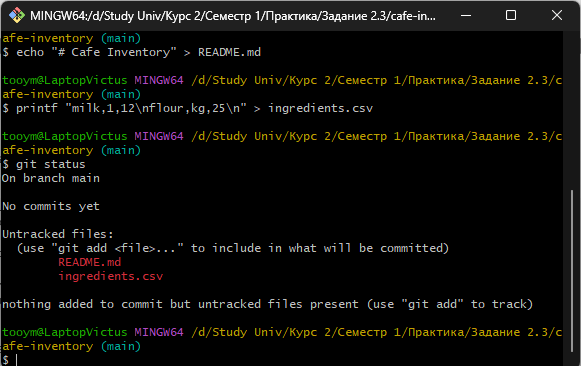 MINGW64:/d/Study Univ/Курс 2/Семестр 1/Практика/Задание 2.3/cafe-in...
afe-inventory (main)
$ echo "# Cafe Inventory" > README.md
tooym@LaptopVictus MINGW64 /d/Study Univ/Курс 2/Семестр 1/Практика/Задание 2.3/c
afe-inventory (main)
$ printf "milk,1,12\nflour,kg,25\n" > ingredients.csv
tooym@LaptopVictus MINGW64 /d/Study Univ/Курс 2/Семестр 1/Практика/Задание 2.3/c
afe-inventory (main)
$ git status
On branch main
No commits yet
Untracked files:
(use "git add <file>..." to include in what will be committed)
README.md
ingredients.csv
nothing added to commit but untracked files present (use "git add" to track)
tooym@LaptopVictus MINGW64 /d/Study Univ/Курс 2/Семестр 1/Практика/Задание 2.3/c
afe-inventory (main)
$